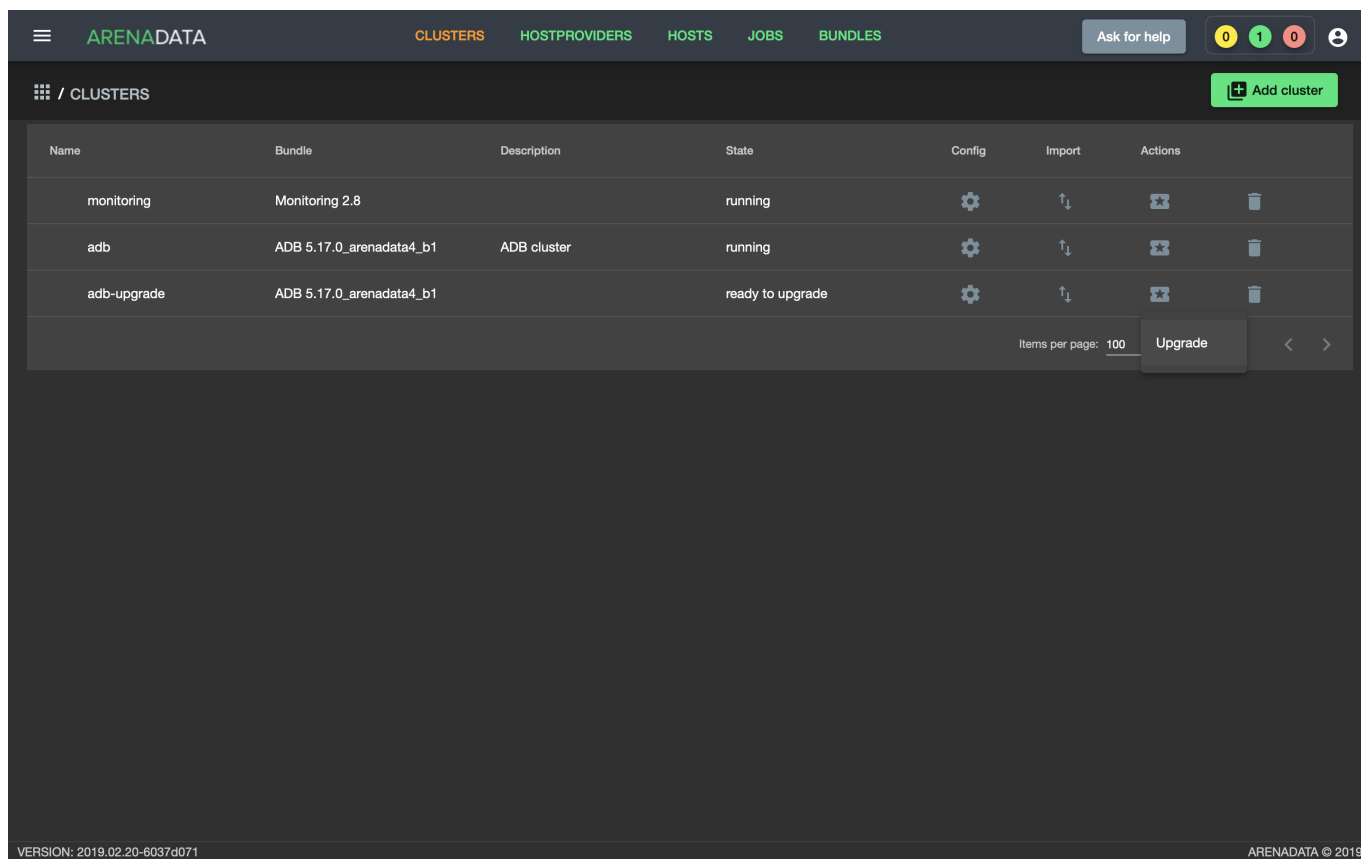 ARENADATA CLUSTERS HOSTPROVIDERS HOSTS JOBS BUNDLES Ask for help 0 1 0
/ CLUSTERS Add cluster
Name Bundle Description State Config Import Actions
monitoring Monitoring 2.8 running
adb ADB 5.17.0_arenadata4_b1 ADB cluster running
adb-upgrade ADB 5.17.0_arenadata4_b1 ready to upgrade
Items per page: 100 Upgrade
VERSION: 2019.02.20-6037d071 ARENADATA © 2019